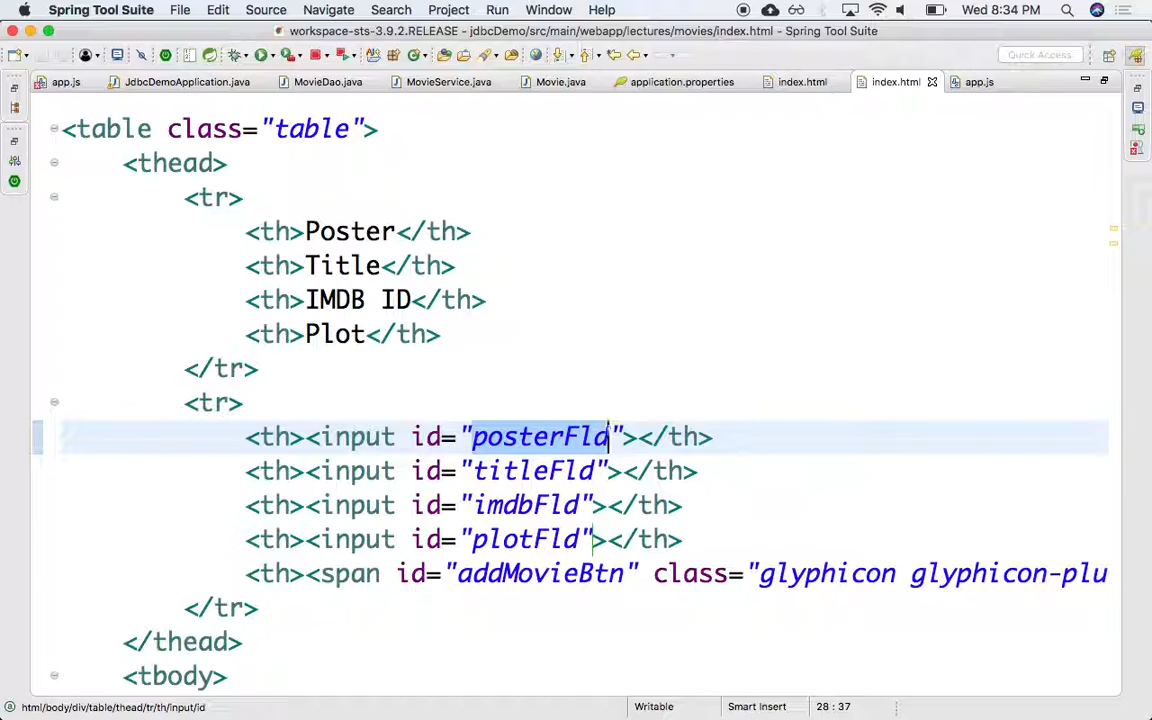 Spring Tool Suite File Edit Source Navigate Search Project Run Window Help Wed 8:34 PM
workspace-sts-3.9.2.RELEASE - jdbcDemo/src/main/webapp/lectures/movies/index.html - Spring Tool Suite
Quick Access
app.js JdbcDemoApplication.java MovieDao.java MovieService.java Movie.java application.properties index.html index.html app.js
<table class="table">
<thead>
<tr>
<th>Poster</th>
<th>Title</th>
<th>IMDB ID</th>
<th>Plot</th>
</tr>
<tr>
<th><input id="posterFld"></th>
<th><input id="titleFld"></th>
<th><input id="imdbFld"></th>
<th><input id="plotFld"></th>
<th><span id="addMovieBtn" class="glyphicon glyphicon-plu
</tr>
</thead>
<tbody>
html/body/div/table/thead/tr/th/input/id Writable Smart Insert 28 : 37